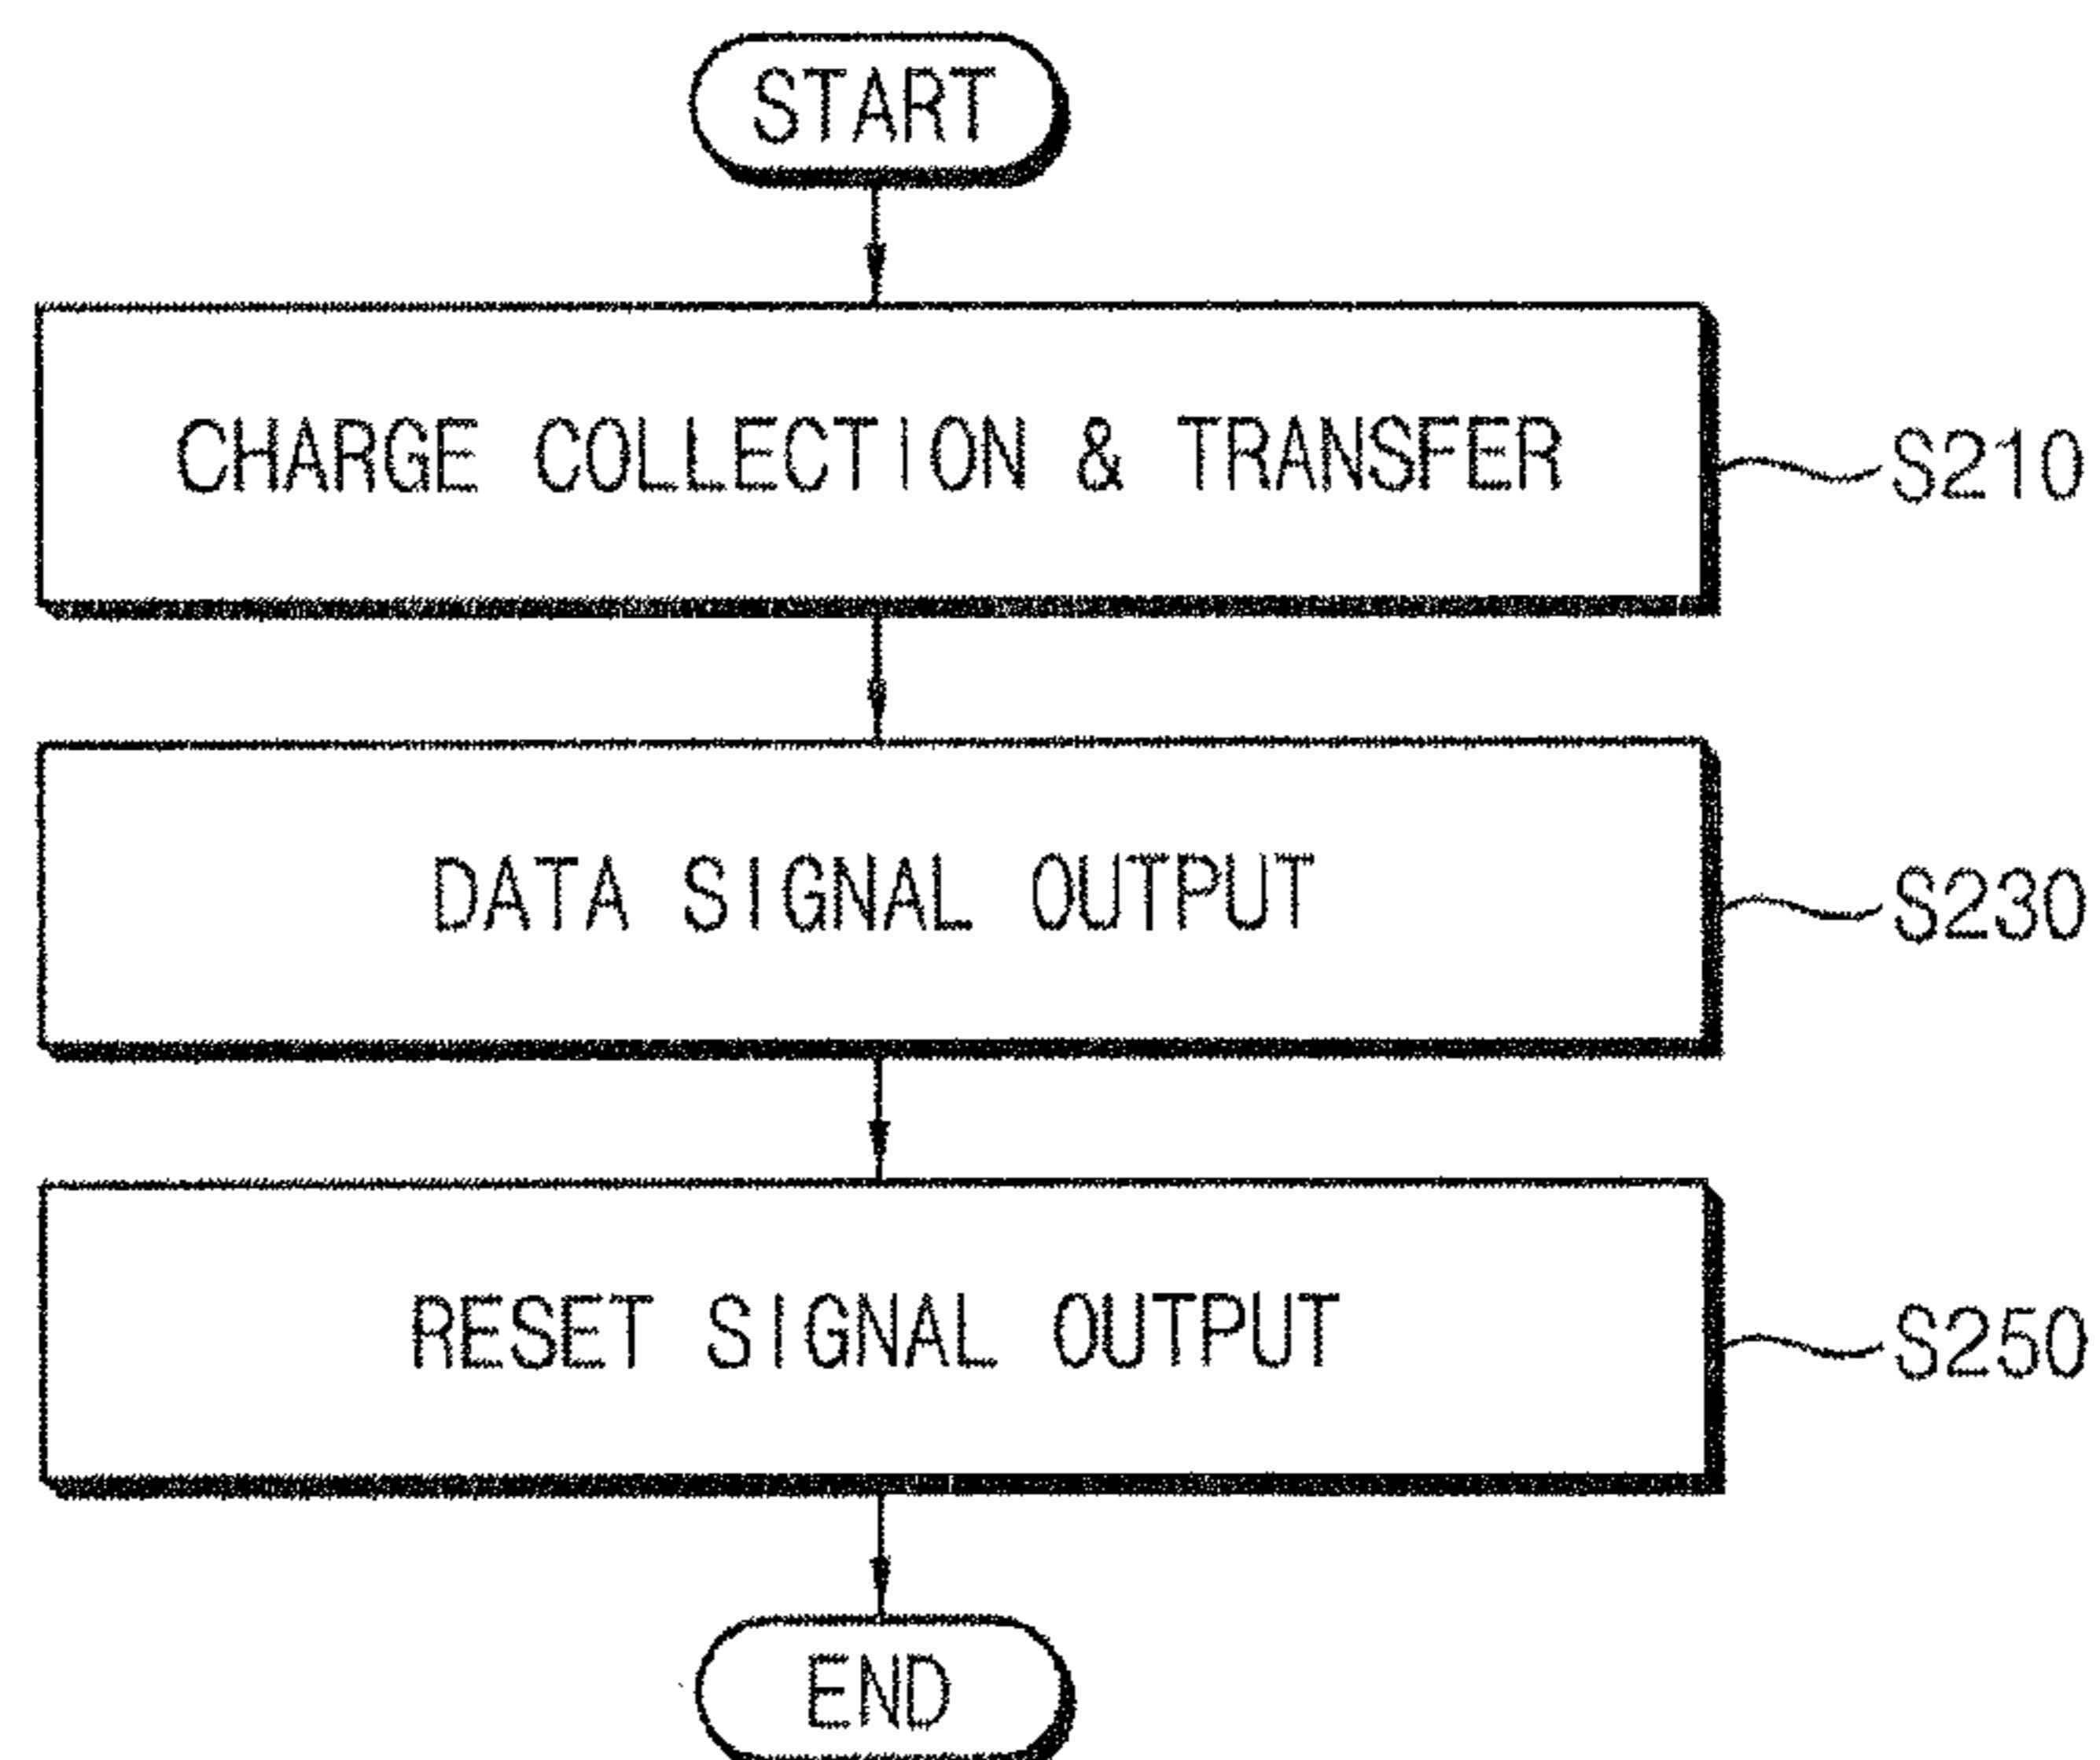 START
CHARGE COLLECTION & TRANSFER
S210
DATA SIGNAL OUTPUT
S230
RESET SIGNAL OUTPUT
S250
END